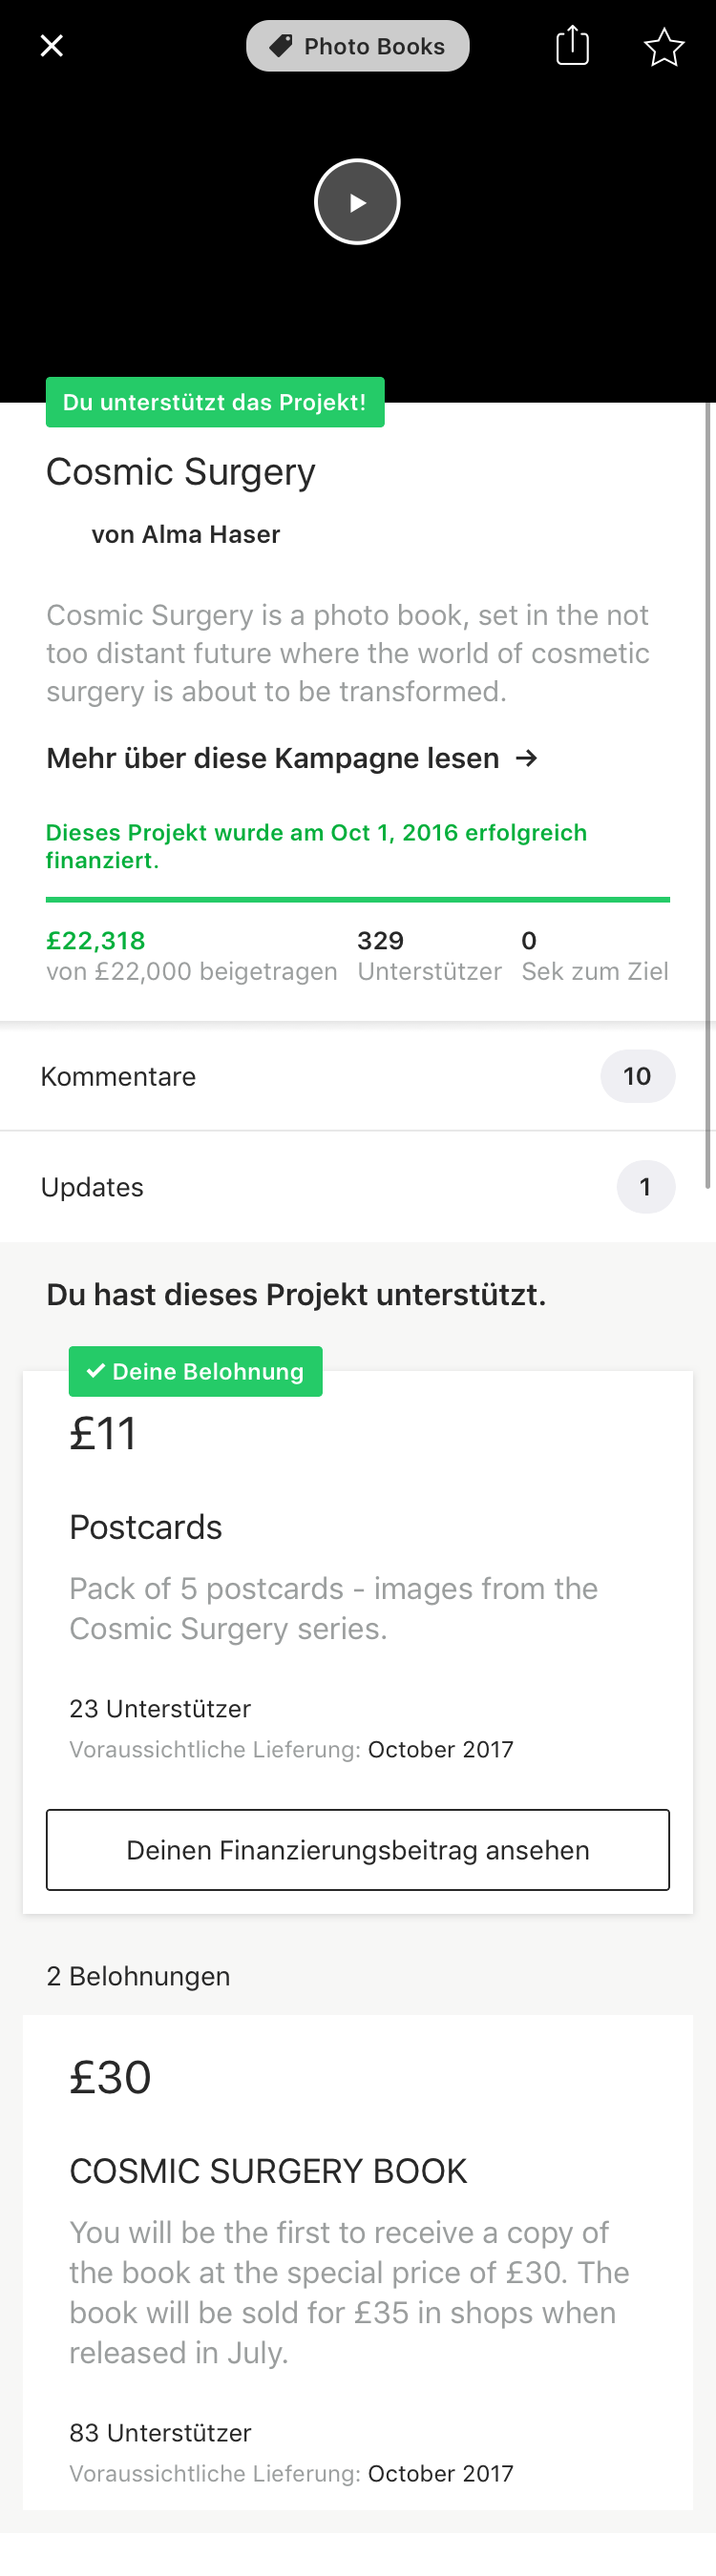 Photo Books
Du unterstützt das Projekt!
Cosmic Surgery
von Alma Haser
Cosmic Surgery is a photo book, set in the not
too distant future where the world of cosmetic
surgery is about to be transformed.
Mehr über diese Kampagne lesen →
Dieses Projekt wurde am Oct 1, 2016 erfolgreich
finanziert.
£22,318 329 0
von £22,000 beigetragen Unterstützer Sek zum Ziel
Kommentare 10
Updates 1
Du hast dieses Projekt unterstützt.
✓ Deine Belohnung
£11
Postcards
Pack of 5 postcards - images from the
Cosmic Surgery series.
23 Unterstützer
Voraussichtliche Lieferung: October 2017
Deinen Finanzierungsbeitrag ansehen
2 Belohnungen
£30
COSMIC SURGERY BOOK
You will be the first to receive a copy of
the book at the special price of £30. The
book will be sold for £35 in shops when
released in July.
83 Unterstützer
Voraussichtliche Lieferung: October 2017